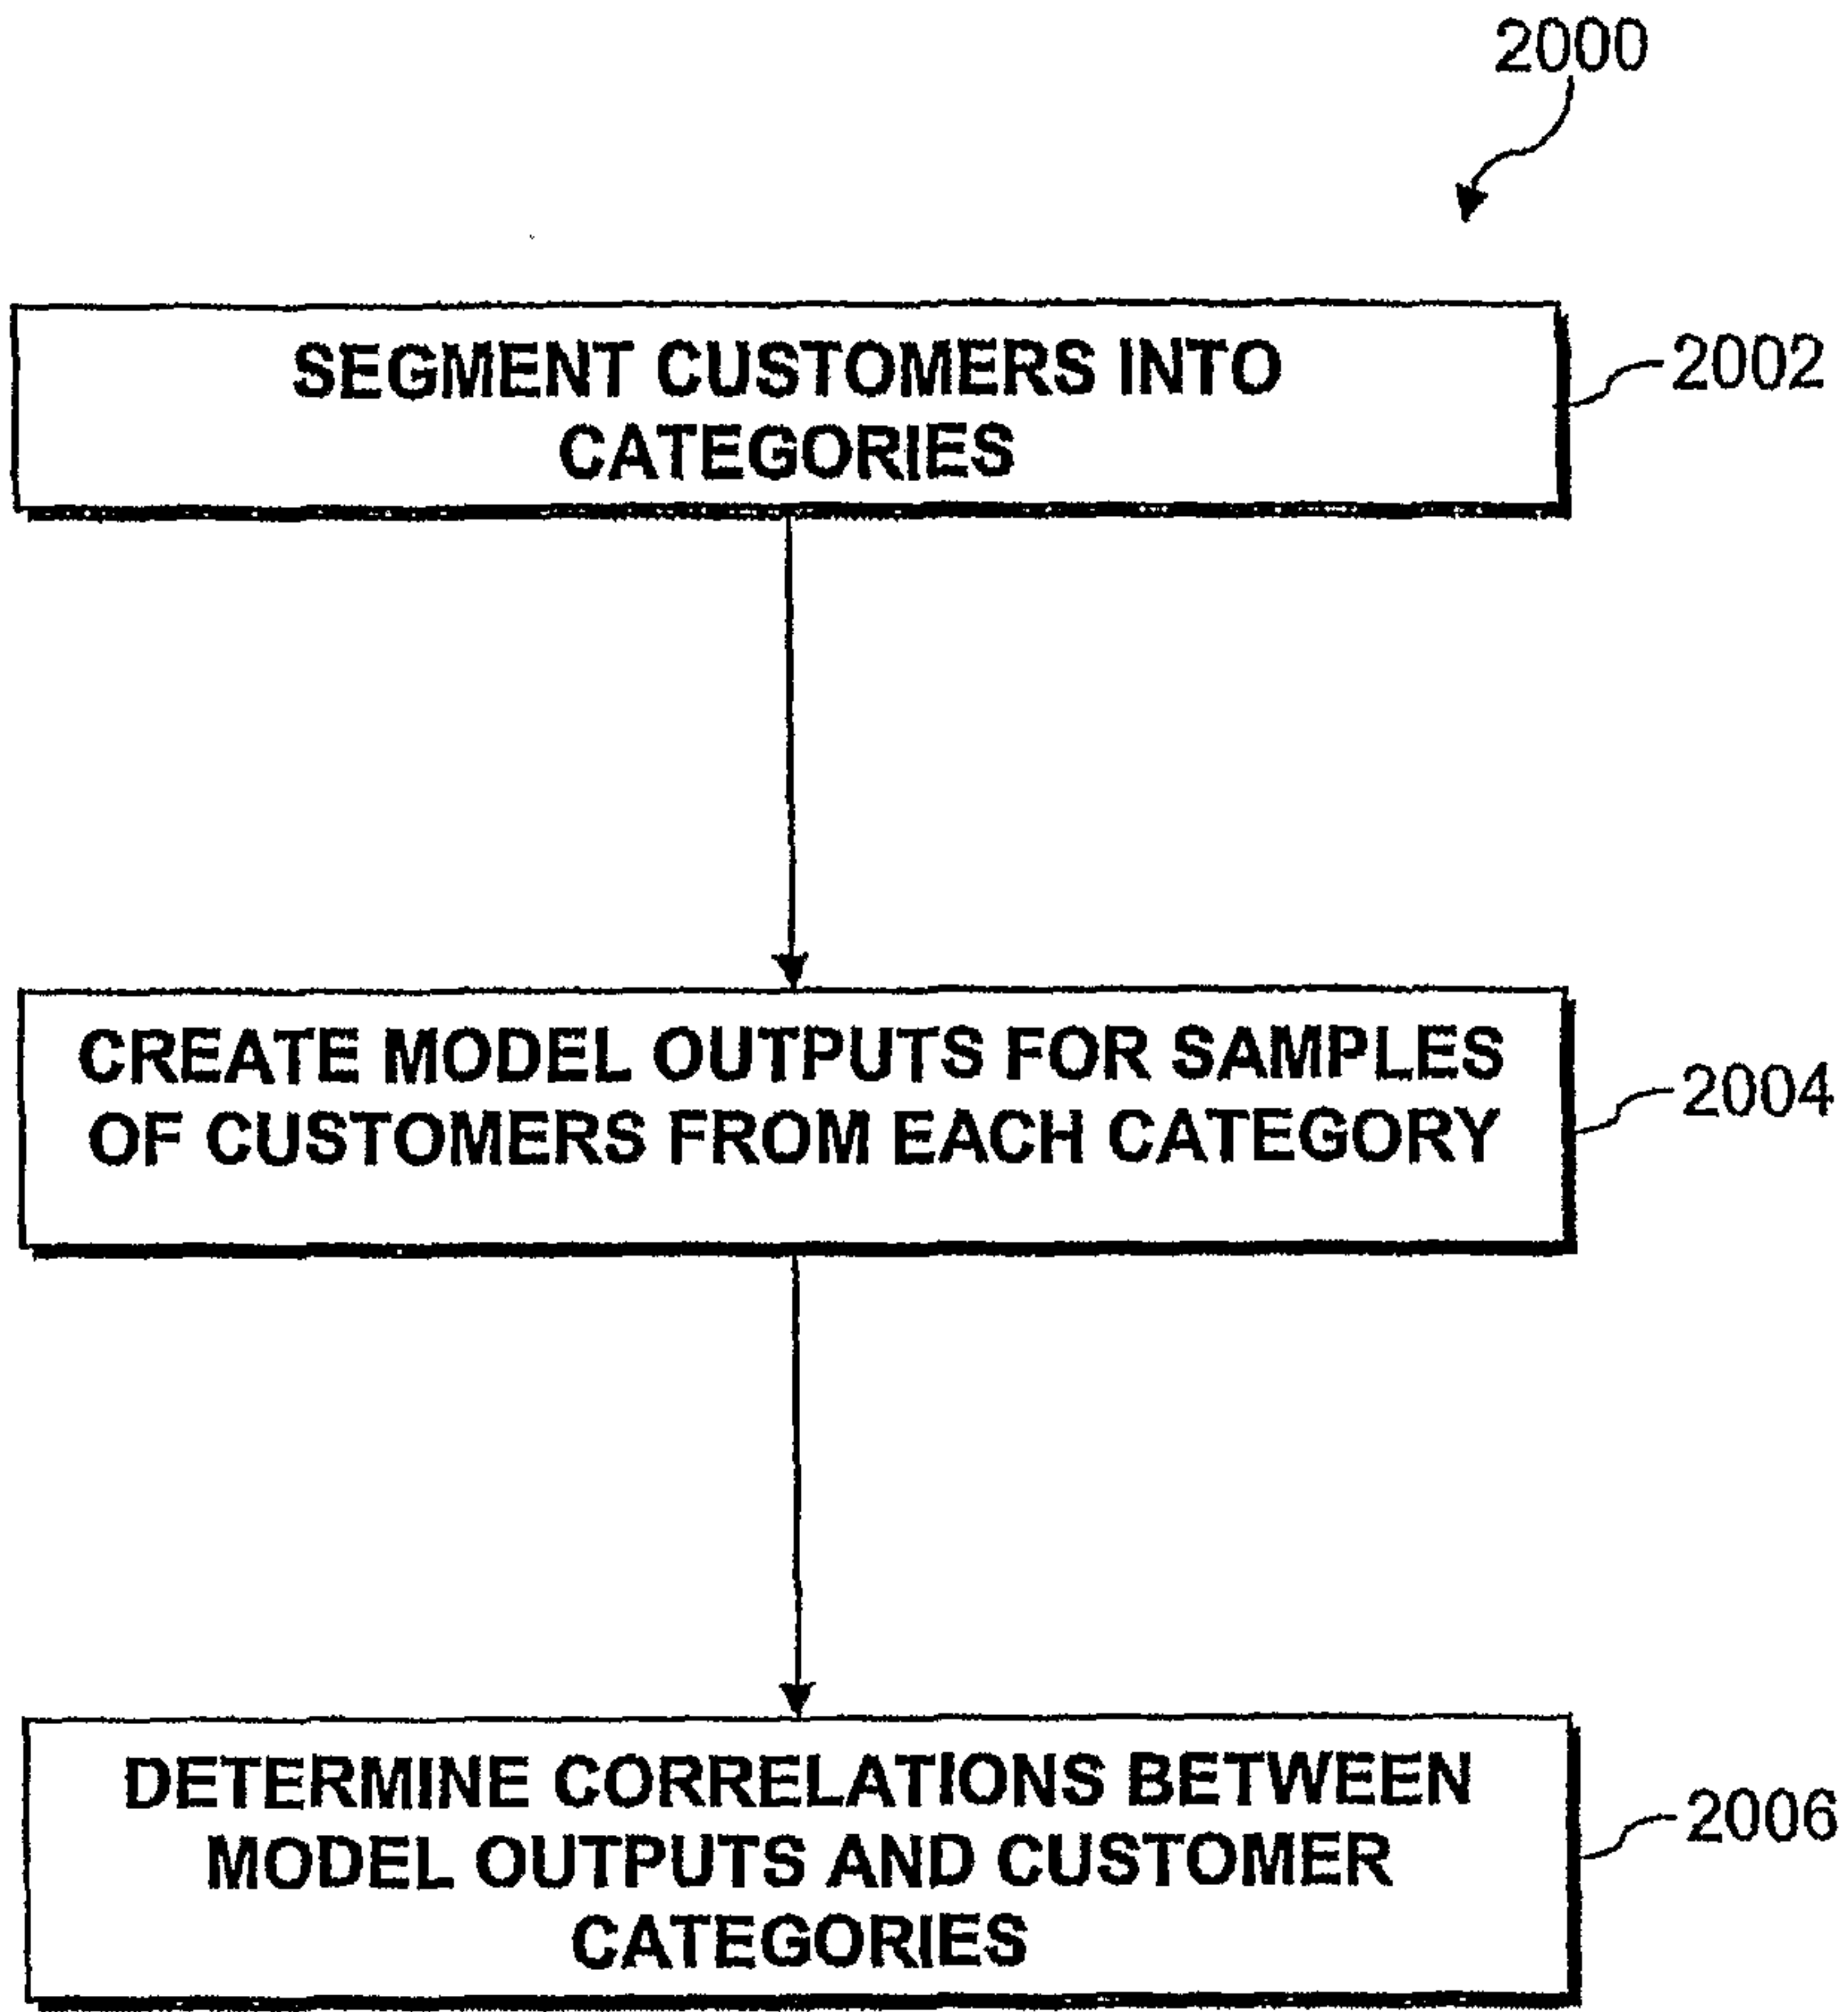 2000
SEGMENT CUSTOMERS INTO
CATEGORIES
2002
CREATE MODEL OUTPUTS FOR SAMPLES
OF CUSTOMERS FROM EACH CATEGORY
2004
DETERMINE CORRELATIONS BETWEEN
MODEL OUTPUTS AND CUSTOMER
CATEGORIES
2006